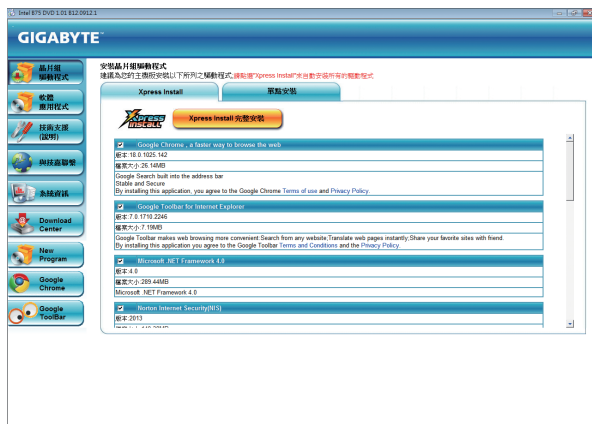 Intel B75 DVD 1.01 B12.0912.1
GIGABYTE™
晶片組
驅動程式
軟體
應用程式
技術支援
(說明)
與技嘉聯繫
系統資訊
Download
Center
New
Program
Google
Chrome
Google
ToolBar
安裝晶片組驅動程式
建議為您的主機板安裝以下所列之驅動程式,請點選"Xpress Install"來自動安裝所有的驅動程式
Xpress Install
單點安裝
Xpress
INSTALL
Xpress Install 完整安裝
Google Chrome , a faster way to browse the web
版本:18.0.1025.142
檔案大小:26.14MB
Google Search built into the address bar
Stable and Secure
By installing this application, you agree to the Google Chrome Terms of use and Privacy Policy.
Google Toolbar for Internet Explorer
版本:7.0.1710.2246
檔案大小:7.19MB
Google Toolbar makes web browsing more convenient:Search from any website;Translate web pages instantly;Share your favorite sites with friend.
By installing this application you agree to the Google Toolbar Terms and Conditions and the Privacy Policy.
Microsoft .NET Framework 4.0
版本:4.0
檔案大小:289.44MB
Microsoft .NET Framework 4.0
Norton Internet Security(NIS)
版本:2013